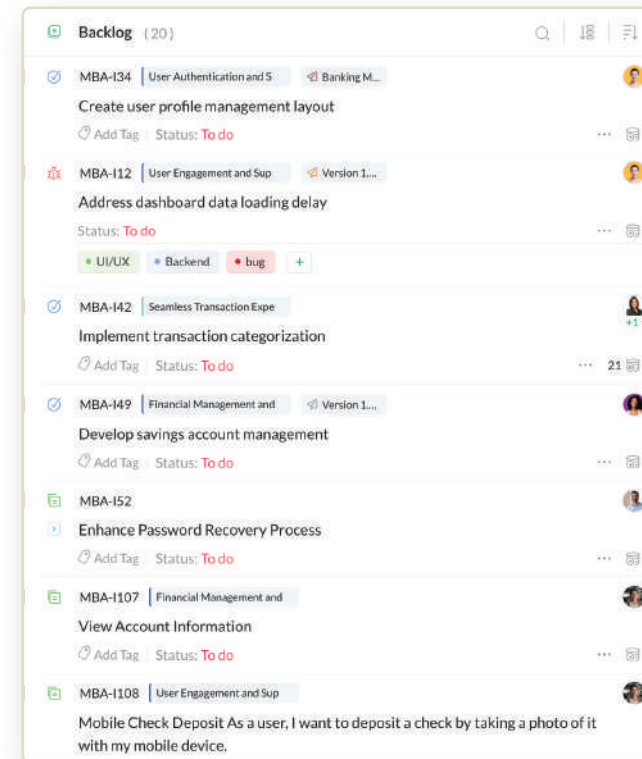 Backlog (20)
MBA-I34 User Authentication and S Banking M...
Create user profile management layout
Add Tag Status: To do
MBA-I12 User Engagement and Sup Version 1....
Address dashboard data loading delay
Status: To do
UI/UX Backend bug +
MBA-I42 Seamless Transaction Expe
+1
Implement transaction categorization
Add Tag Status: To do ... 21
MBA-I49 Financial Management and Version 1....
Develop savings account management
Add Tag Status: To do
MBA-I52
Enhance Password Recovery Process
Add Tag Status: To do
MBA-I107 Financial Management and
View Account Information
Add Tag Status: To do
MBA-I108 User Engagement and Sup
Mobile Check Deposit As a user, I want to deposit a check by taking a photo of it
with my mobile device.